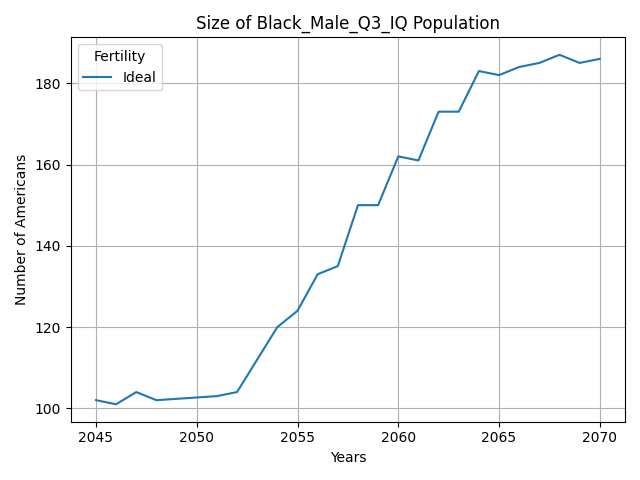 Size of Black_Male_Q3_IQ Population
Fertility
Ideal
Number of Americans
180
160
140
120
100
2045 2050 2055 2060 2065 2070
Years